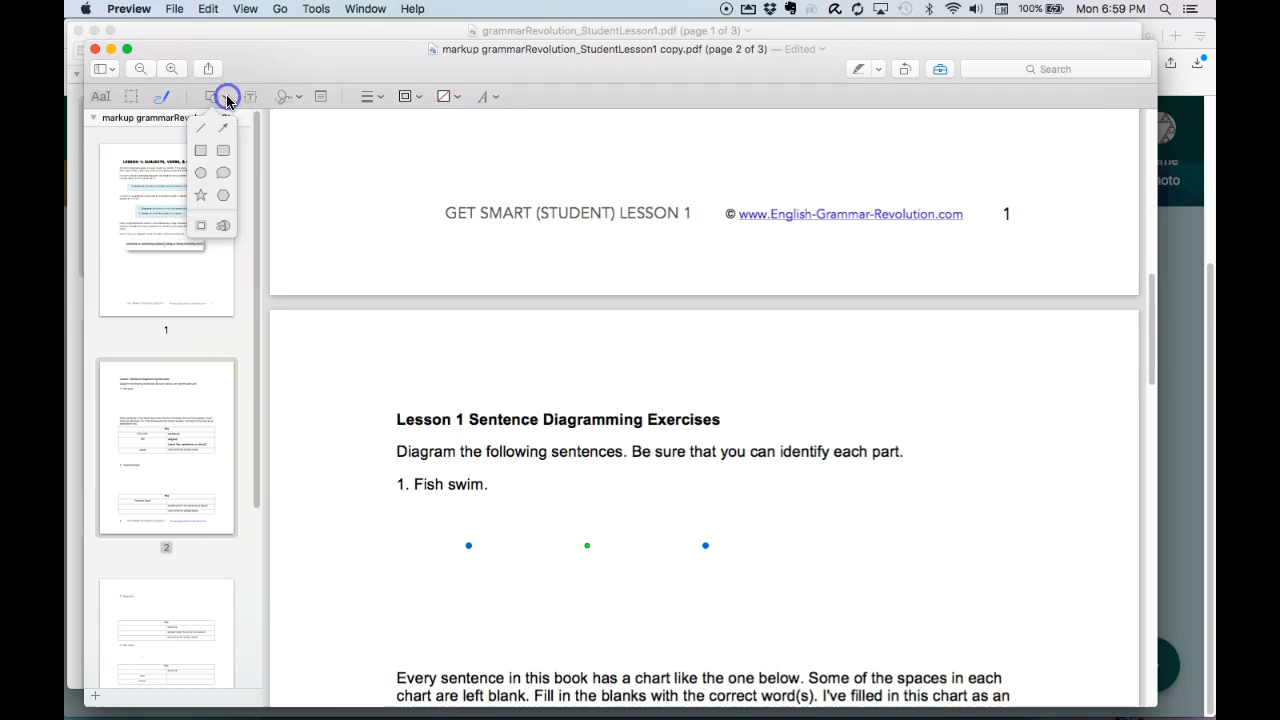 Preview File Edit View Go Tools Window Help
100% Mon 6:59 PM
grammarRevolution_StudentLesson1.pdf (page 1 of 3)
markup grammarRevolution_StudentLesson1 copy.pdf (page 2 of 3) — Edited
Search
AaI T A
markup grammarRev
LESSON 1: SUBJECTS, VERBS, &
1
2
GET SMART (STUDENT) LESSON 1 © www.English-Grammar-Revolution.com 1
Lesson 1 Sentence Diagramming Exercises
Diagram the following sentences. Be sure that you can identify each part.
1. Fish swim.
Every sentence in this book has a chart like the one below. Some of the spaces in each
chart are left blank. Fill in the blanks with the correct word(s). I've filled in this chart as an